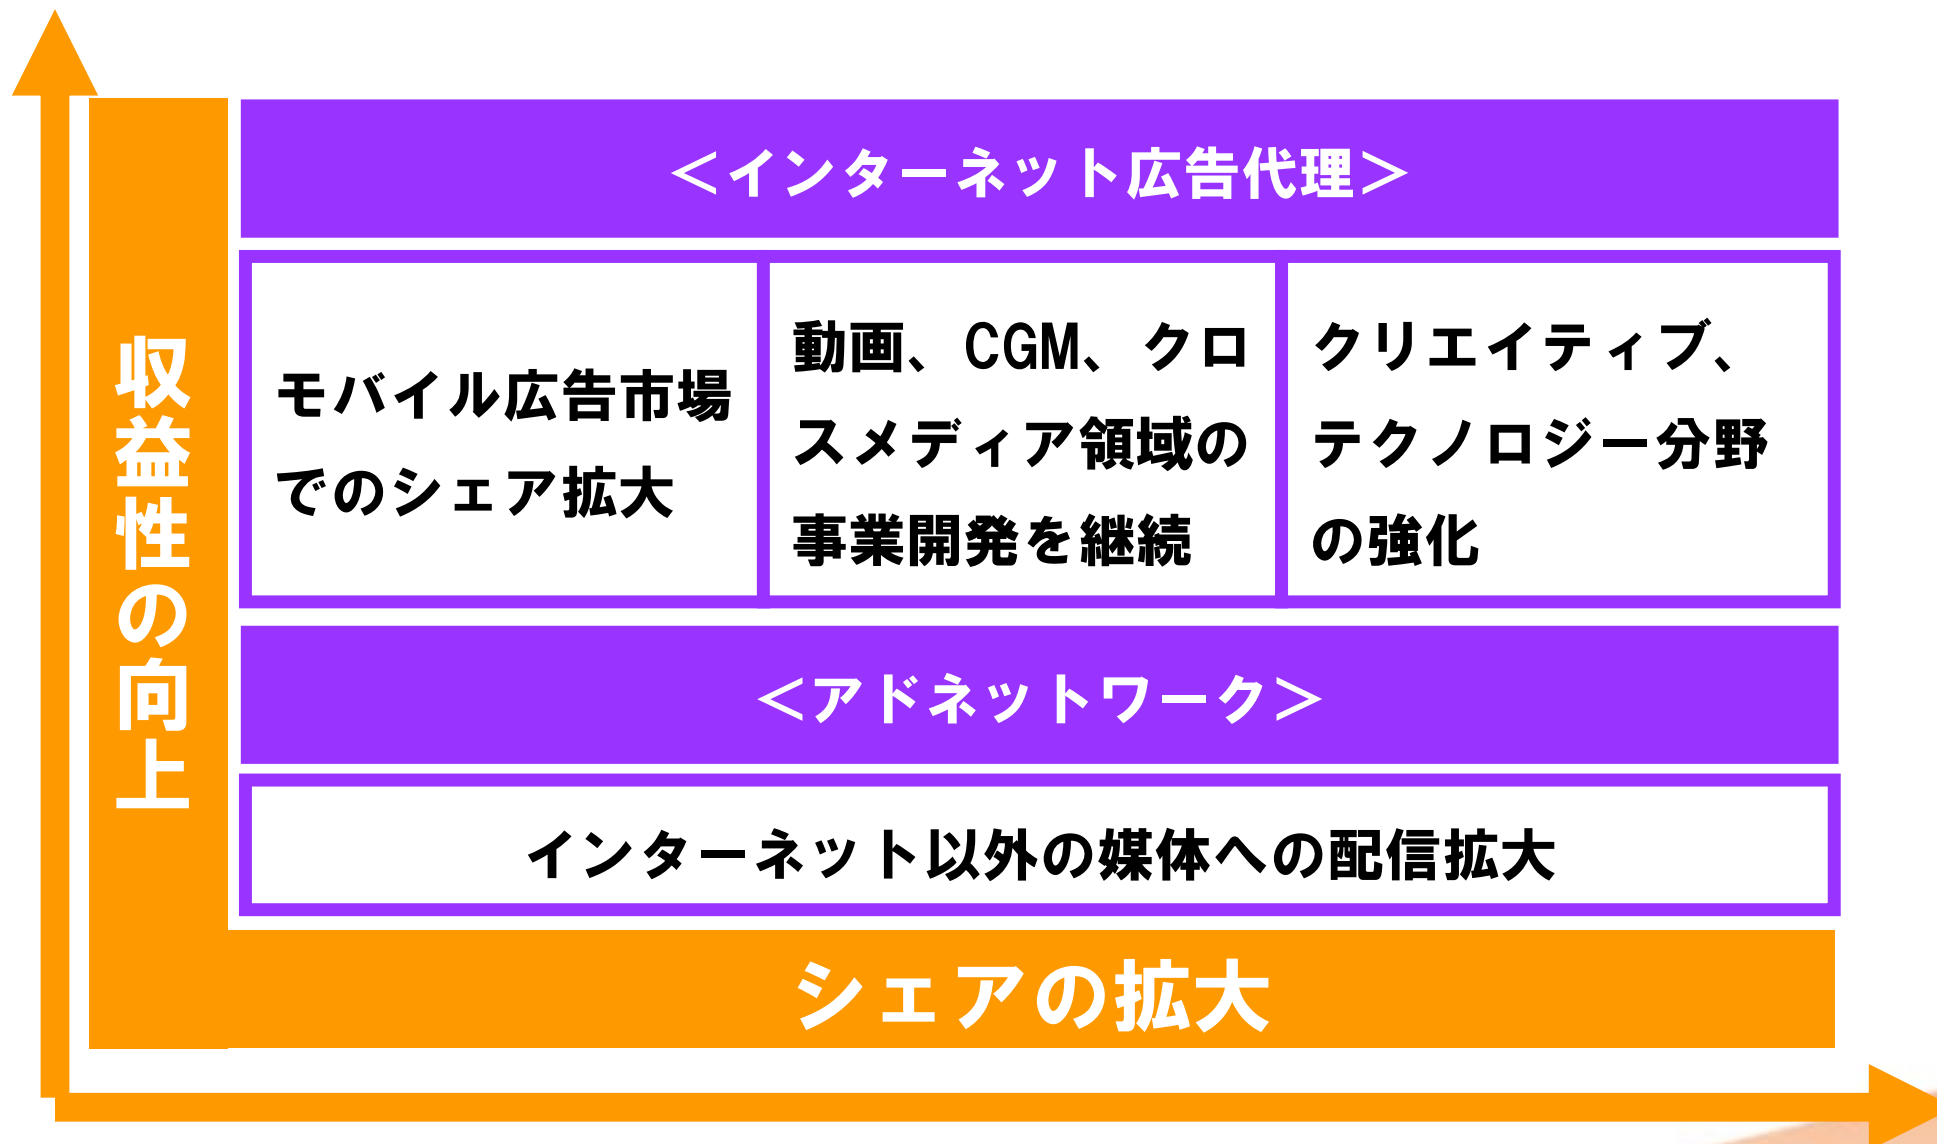 収益性の向上
＜インターネット広告代理＞
モバイル広告市場
でのシェア拡大
動画、CGM、クロ
スメディア領域の
事業開発を継続
クリエイティブ、
テクノロジー分野
の強化
＜アドネットワーク＞
インターネット以外の媒体への配信拡大
シェアの拡大